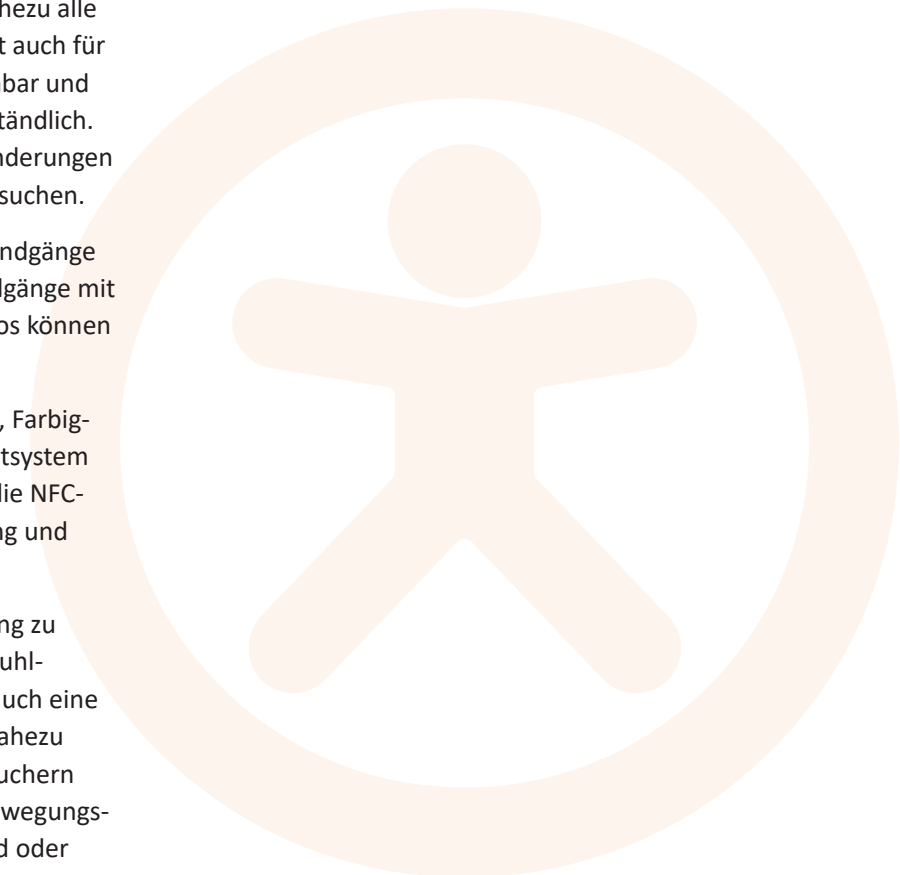 hezu alle
t auch für
bar und
tändlich.
nderungen
suchen.
ndgänge
lgänge mit
os können
, Farbig-
tsystem
lie NFC-
ng und
ng zu
uhl-
uch eine
ahezu
uchern
wegungs-
d oder